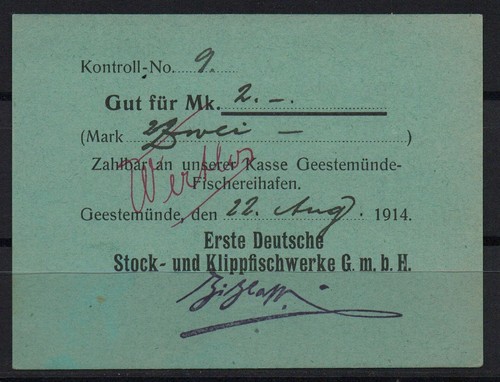 Kontroll-No. 9.
Gut für Mk. 2.-.
(Mark Zwei - )
Zahlbar an unserer Kasse Geestemünde-
Fischereihafen.
Wertlos
Geestemünde, den 22. Aug. 1914.
Erste Deutsche
Stock- und Klippfischwerke G. m. b. H.